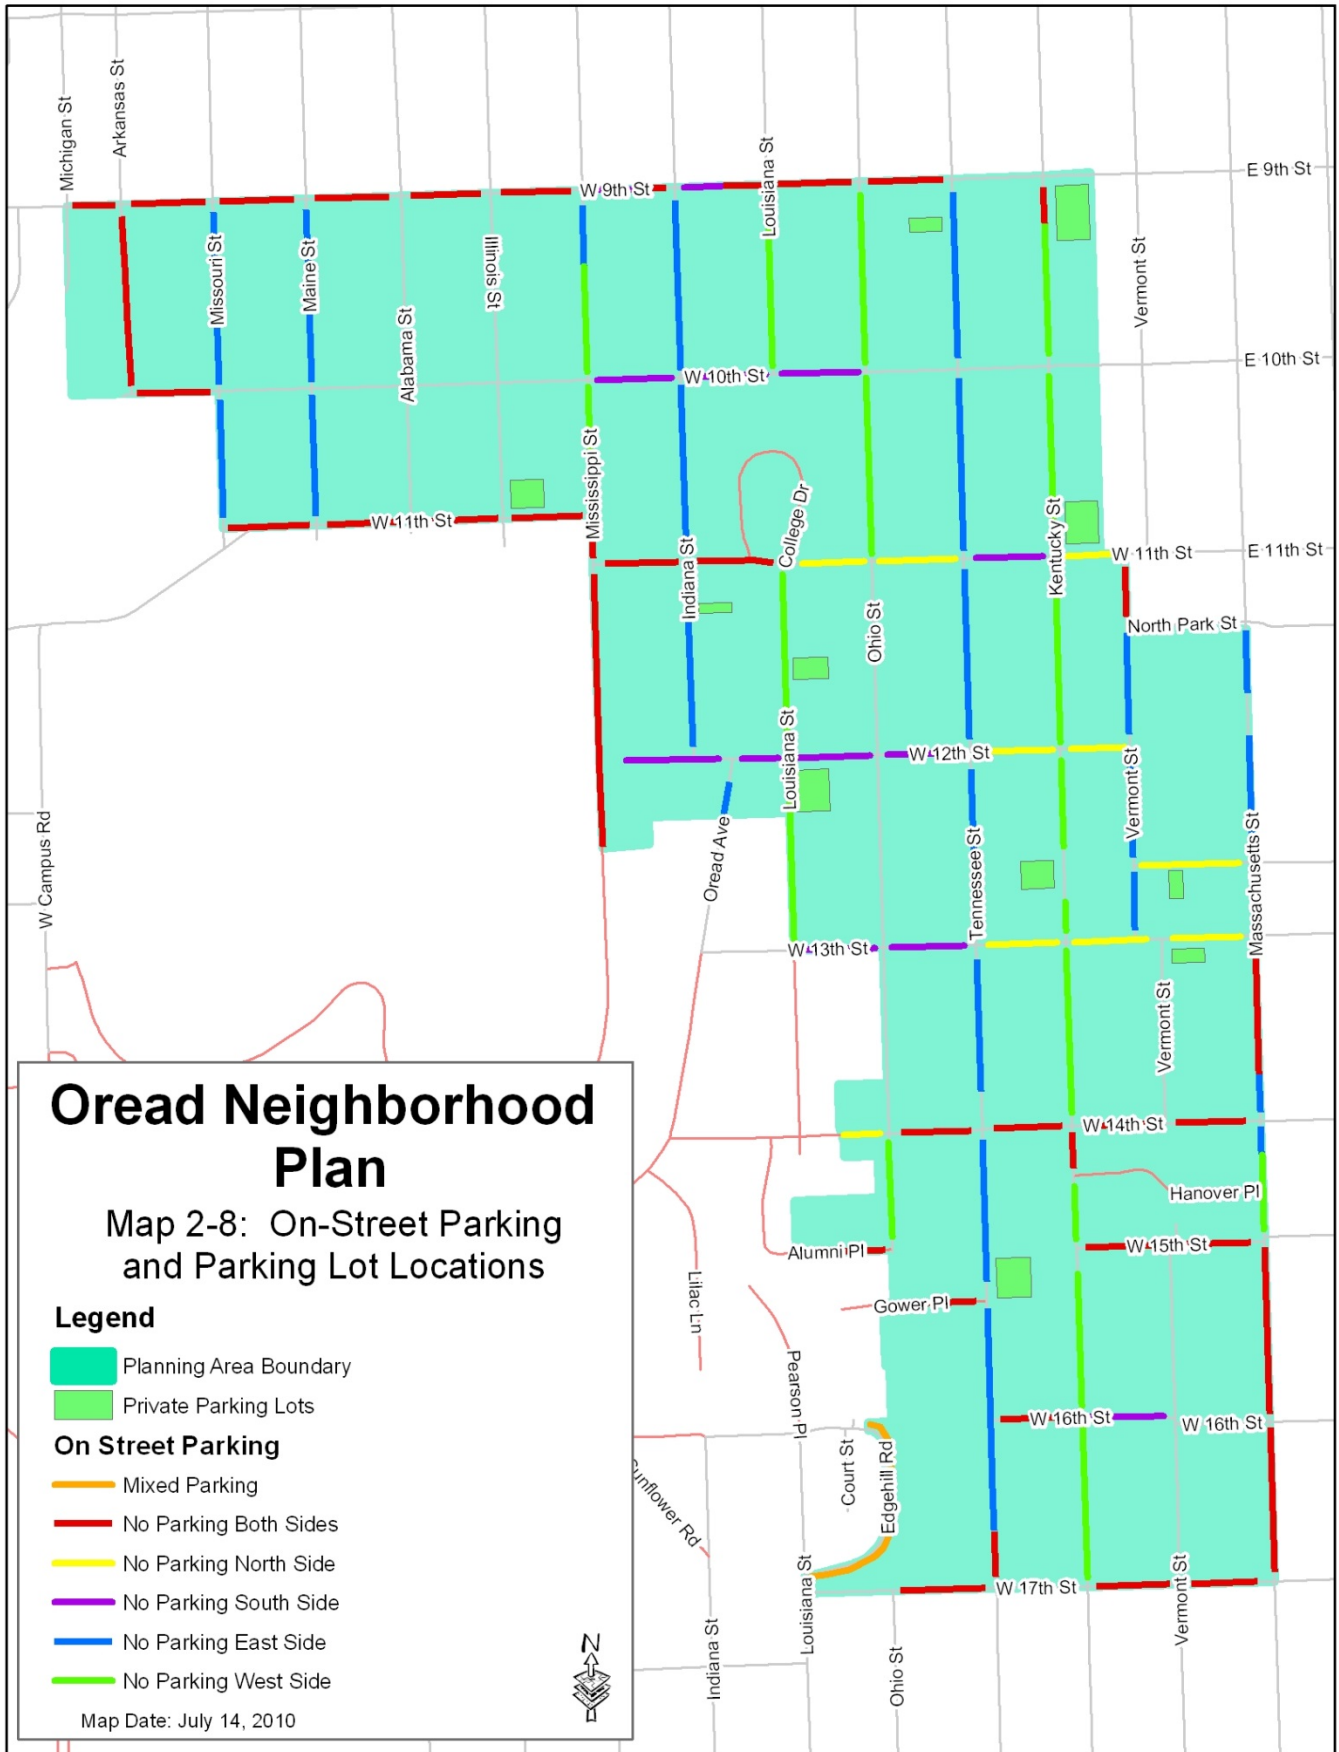 Michigan St
Arkansas St
Louisiana St
W 9th St
E 9th St
Missouri St
Maine St
Illinois St
Alabama St
Vermont St
W 10th St
E 10th St
Mississippi St
College Dr
Kentucky St
W 11th St
W 11th St
E 11th St
Indiana St
Ohio St
North Park St
Louisiana St
W 12th St
Vermont St
Oread Ave
Tennessee St
Massachusetts St
W Campus Rd
W 13th St
Vermont St
W 14th St
Hanover Pl
Alumni Pl
W 15th St
Lilac Ln
Gower Pl
Pearson Pl
W 16th St
W 16th St
Court St
Edgehill Rd
Sunflower Rd
Louisiana St
W 17th St
Vermont St
Indiana St
Ohio St
Oread Neighborhood
Plan
Map 2-8: On-Street Parking
and Parking Lot Locations
Legend
Planning Area Boundary
Private Parking Lots
On Street Parking
Mixed Parking
No Parking Both Sides
No Parking North Side
No Parking South Side
No Parking East Side
No Parking West Side
N
Map Date: July 14, 2010